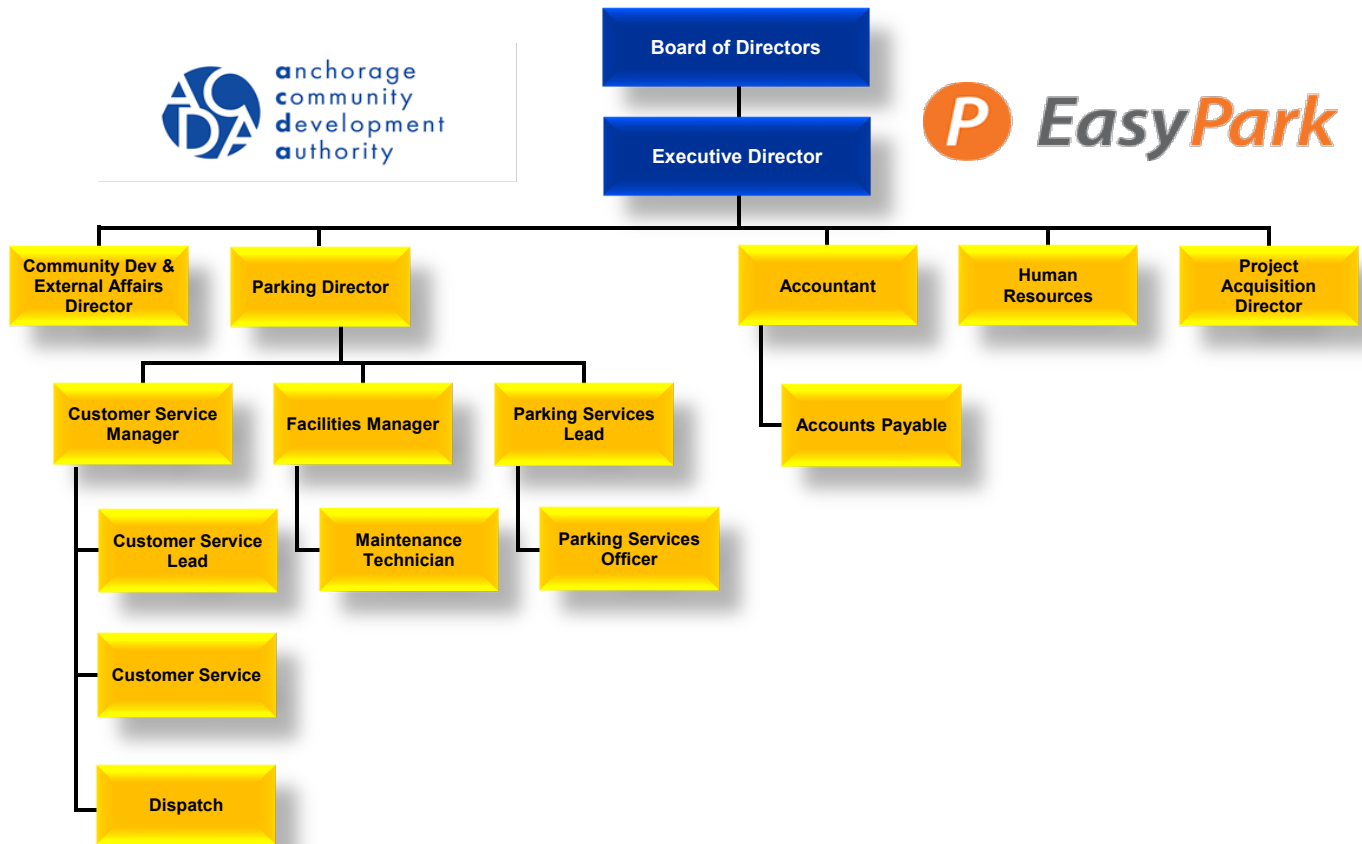 Board of Directors
ACDA
anchorage
community
development
authority
P EasyPark
Executive Director
Community Dev &
External Affairs
Director
Parking Director
Accountant
Human
Resources
Project
Acquisition
Director
Customer Service
Manager
Facilities Manager
Parking Services
Lead
Accounts Payable
Customer Service
Lead
Maintenance
Technician
Parking Services
Officer
Customer Service
Dispatch